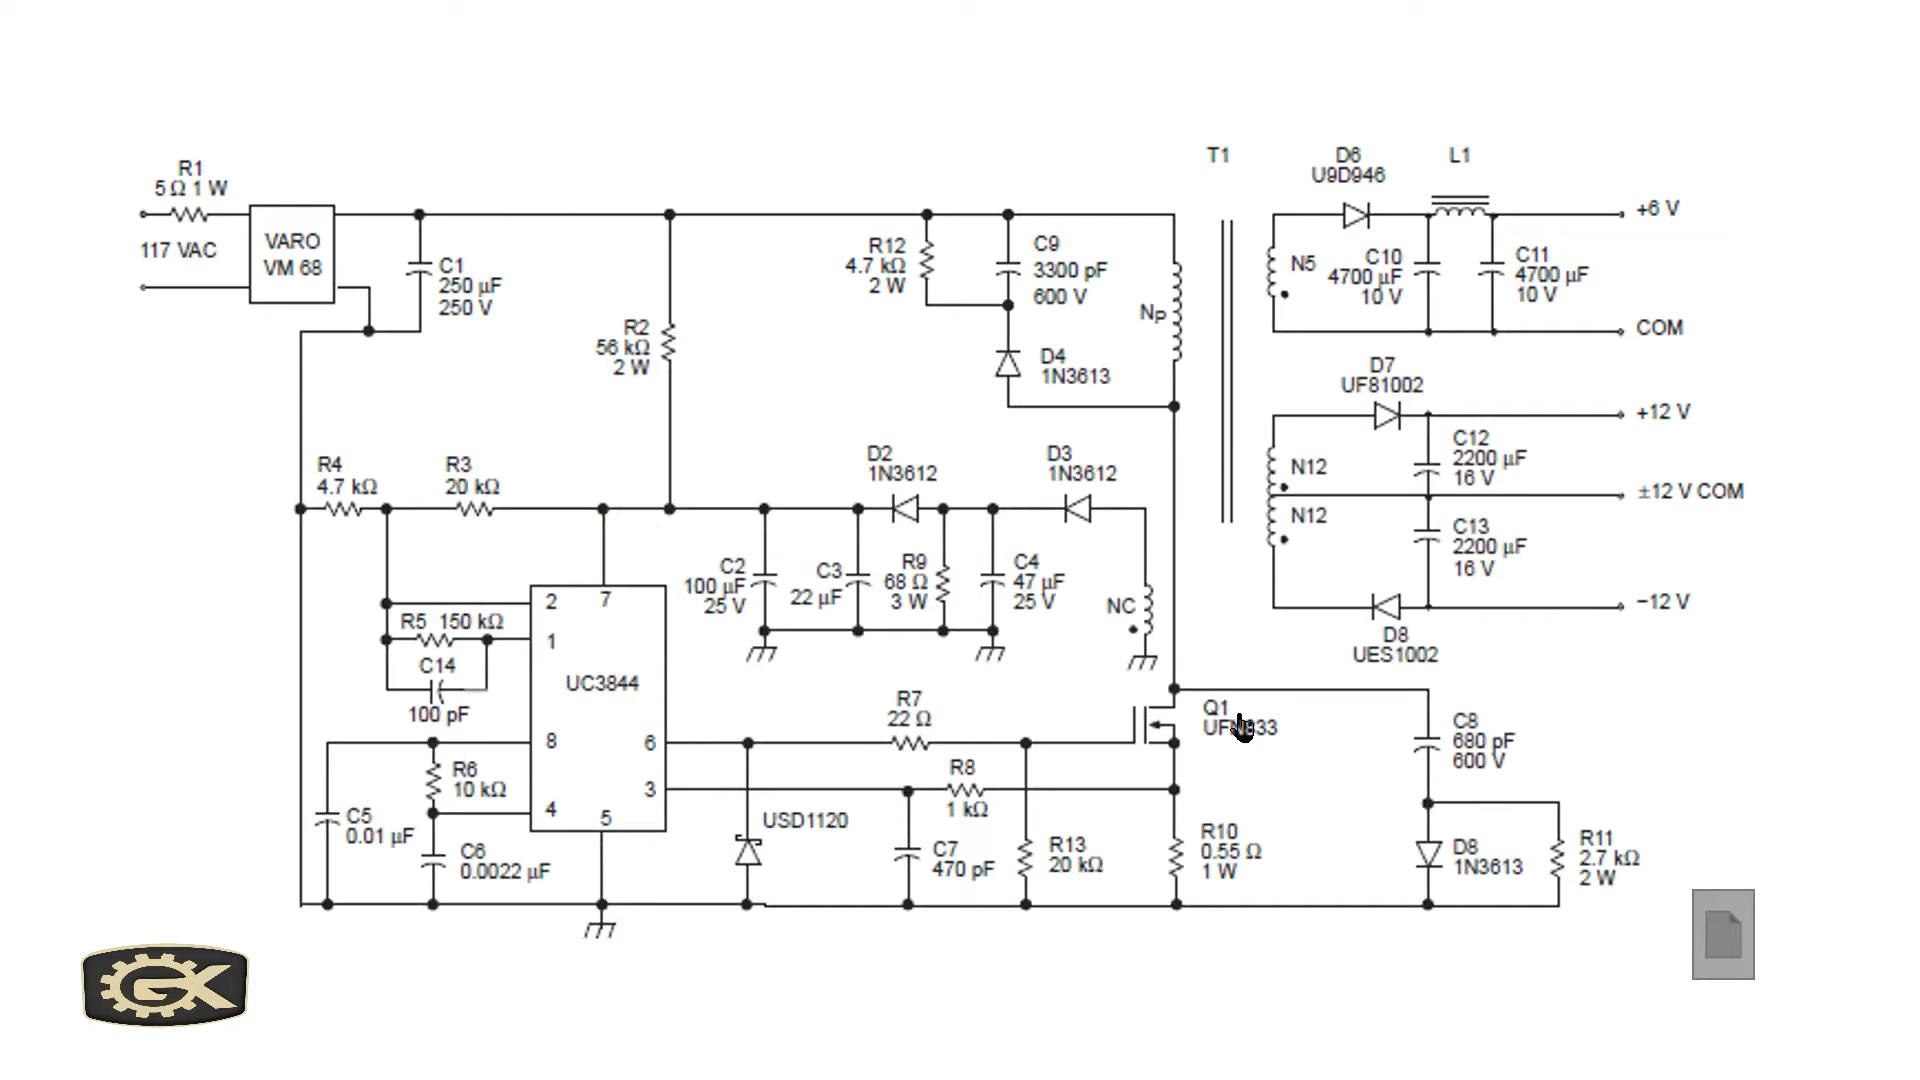 R1
5 Ω 1 W
117 VAC
VARO
VM 68
C1
250 µF
250 V
R2
56 kΩ
2 W
R12
4.7 kΩ
2 W
C9
3300 pF
600 V
D4
1N3613
NP
T1
D6
U9D946
L1
N5
C10
4700 µF
10 V
C11
4700 µF
10 V
+6 V
COM
D7
UF81002
+12 V
N12
C12
2200 µF
16 V
±12 V COM
N12
C13
2200 µF
16 V
−12 V
D8
UES1002
R4
4.7 kΩ
R3
20 kΩ
D2
1N3612
D3
1N3612
C2
100 µF
25 V
C3
22 µF
R9
68 Ω
3 W
C4
47 µF
25 V
NC
2
7
R5 150 kΩ
1
C14
100 pF
UC3844
8
6
R6
10 kΩ
3
4
5
C5
0.01 µF
C6
0.0022 µF
R7
22 Ω
R8
1 kΩ
USD1120
C7
470 pF
R13
20 kΩ
Q1
R10
0.55 Ω
1 W
C8
680 pF
600 V
D8
1N3613
R11
2.7 kΩ
2 W
GK